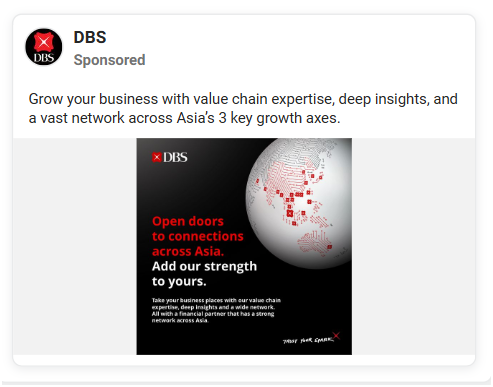 DBS
DBS
Sponsored
Grow your business with value chain expertise, deep insights, and
a vast network across Asia's 3 key growth axes.
DBS
Open doors
to connections
across Asia.
Add our strength
to yours.
Take your business places with our value chain
expertise, deep insights and a wide network.
All with a financial partner that has a strong
network across Asia.
TRUST YOUR SPARK.